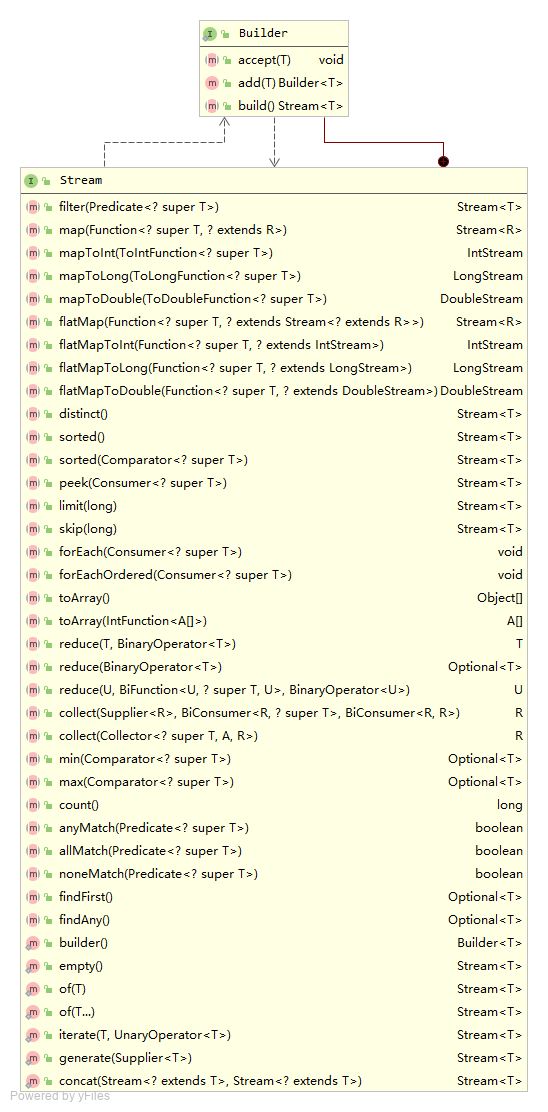 Builder
accept(T) void
add(T) Builder<T>
build() Stream<T>
Stream
filter(Predicate<? super T>) Stream<T>
map(Function<? super T, ? extends R>) Stream<R>
mapToInt(ToIntFunction<? super T>) IntStream
mapToLong(ToLongFunction<? super T>) LongStream
mapToDouble(ToDoubleFunction<? super T>) DoubleStream
flatMap(Function<? super T, ? extends Stream<? extends R>>) Stream<R>
flatMapToInt(Function<? super T, ? extends IntStream>) IntStream
flatMapToLong(Function<? super T, ? extends LongStream>) LongStream
flatMapToDouble(Function<? super T, ? extends DoubleStream>) DoubleStream
distinct() Stream<T>
sorted() Stream<T>
sorted(Comparator<? super T>) Stream<T>
peek(Consumer<? super T>) Stream<T>
limit(long) Stream<T>
skip(long) Stream<T>
forEach(Consumer<? super T>) void
forEachOrdered(Consumer<? super T>) void
toArray() Object[]
toArray(IntFunction<A[]>) A[]
reduce(T, BinaryOperator<T>) T
reduce(BinaryOperator<T>) Optional<T>
reduce(U, BiFunction<U, ? super T, U>, BinaryOperator<U>) U
collect(Supplier<R>, BiConsumer<R, ? super T>, BiConsumer<R, R>) R
collect(Collector<? super T, A, R>) R
min(Comparator<? super T>) Optional<T>
max(Comparator<? super T>) Optional<T>
count() long
anyMatch(Predicate<? super T>) boolean
allMatch(Predicate<? super T>) boolean
noneMatch(Predicate<? super T>) boolean
findFirst() Optional<T>
findAny() Optional<T>
builder() Builder<T>
empty() Stream<T>
of(T) Stream<T>
of(T...) Stream<T>
iterate(T, UnaryOperator<T>) Stream<T>
generate(Supplier<T>) Stream<T>
concat(Stream<? extends T>, Stream<? extends T>) Stream<T>
Powered by yFiles